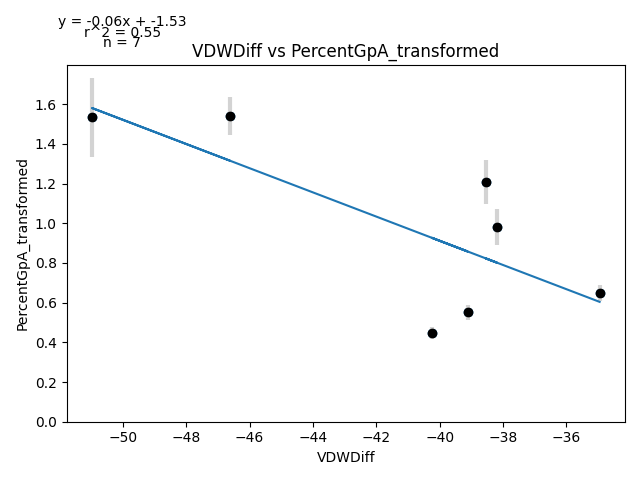 y = -0.06x + -1.53
r^2 = 0.55
n = 7
VDWDiff vs PercentGpA_transformed
PercentGpA_transformed
1.6
1.4
1.2
1.0
0.8
0.6
0.4
0.2
0.0
−50 −48 −46 −44 −42 −40 −38 −36
VDWDiff